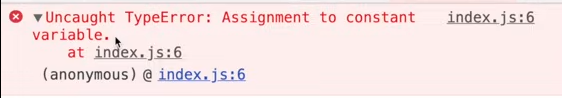 Uncaught TypeError: Assignment to constant index.js:6
variable.
at index.js:6
(anonymous) @ index.js:6